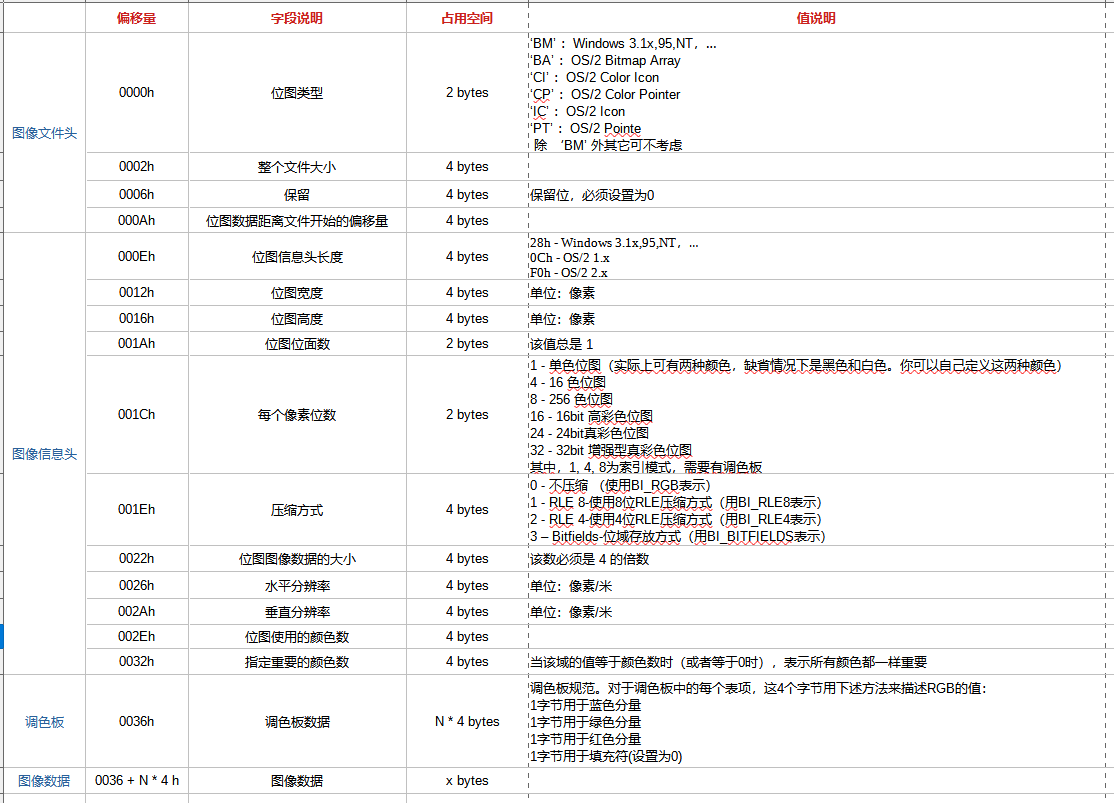 偏移量 字段说明 占用空间 值说明
图像文件头
0000h 位图类型 2 bytes
‘BM’ ：Windows 3.1x,95,NT，...
‘BA’ ：OS/2 Bitmap Array
‘CI’ ：OS/2 Color Icon
‘CP’ ：OS/2 Color Pointer
‘IC’ ：OS/2 Icon
‘PT’ ：OS/2 Pointe
除 ‘BM’ 外其它可不考虑
0002h 整个文件大小 4 bytes
0006h 保留 4 bytes 保留位，必须设置为0
000Ah 位图数据距离文件开始的偏移量 4 bytes
图像信息头
000Eh 位图信息头长度 4 bytes
28h - Windows 3.1x,95,NT，...
0Ch - OS/2 1.x
F0h - OS/2 2.x
0012h 位图宽度 4 bytes 单位：像素
0016h 位图高度 4 bytes 单位：像素
001Ah 位图位面数 2 bytes 该值总是 1
001Ch 每个像素位数 2 bytes
1 - 单色位图（实际上可有两种颜色，缺省情况下是黑色和白色。你可以自己定义这两种颜色）
4 - 16 色位图
8 - 256 色位图
16 - 16bit 高彩色位图
24 - 24bit真彩色位图
32 - 32bit 增强型真彩色位图
其中，1, 4, 8为索引模式，需要有调色板
001Eh 压缩方式 4 bytes
0 - 不压缩 （使用BI_RGB表示）
1 - RLE 8-使用8位RLE压缩方式（用BI_RLE8表示）
2 - RLE 4-使用4位RLE压缩方式（用BI_RLE4表示）
3 – Bitfields-位域存放方式（用BI_BITFIELDS表示）
0022h 位图图像数据的大小 4 bytes 该数必须是 4 的倍数
0026h 水平分辨率 4 bytes 单位：像素/米
002Ah 垂直分辨率 4 bytes 单位：像素/米
002Eh 位图使用的颜色数 4 bytes
0032h 指定重要的颜色数 4 bytes 当该域的值等于颜色数时（或者等于0时），表示所有颜色都一样重要
调色板 0036h 调色板数据 N * 4 bytes
调色板规范。对于调色板中的每个表项，这4个字节用下述方法来描述RGB的值：
1字节用于蓝色分量
1字节用于绿色分量
1字节用于红色分量
1字节用于填充符(设置为0)
图像数据 0036 + N * 4 h 图像数据 x bytes